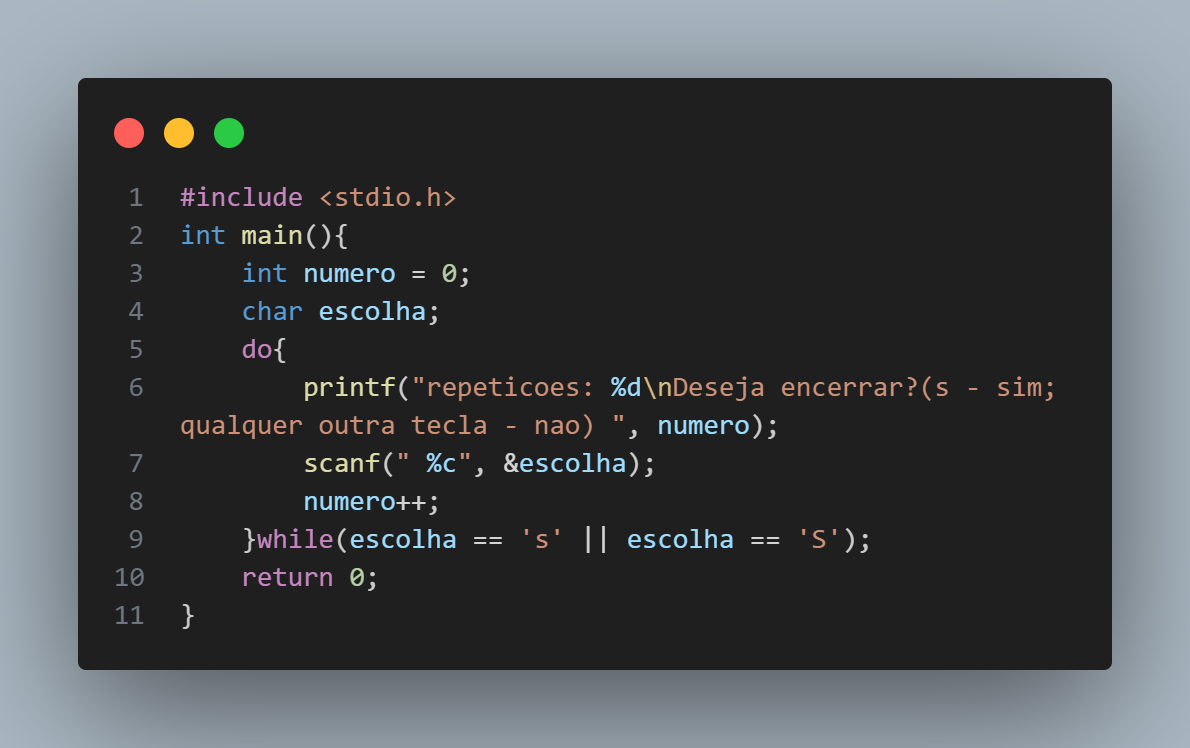 1 #include <stdio.h>
2 int main(){
3     int numero = 0;
4     char escolha;
5     do{
6         printf("repeticoes: %d\nDeseja encerrar?(s - sim;
qualquer outra tecla - nao) ", numero);
7         scanf(" %c", &escolha);
8         numero++;
9     }while(escolha == 's' || escolha == 'S');
10     return 0;
11 }